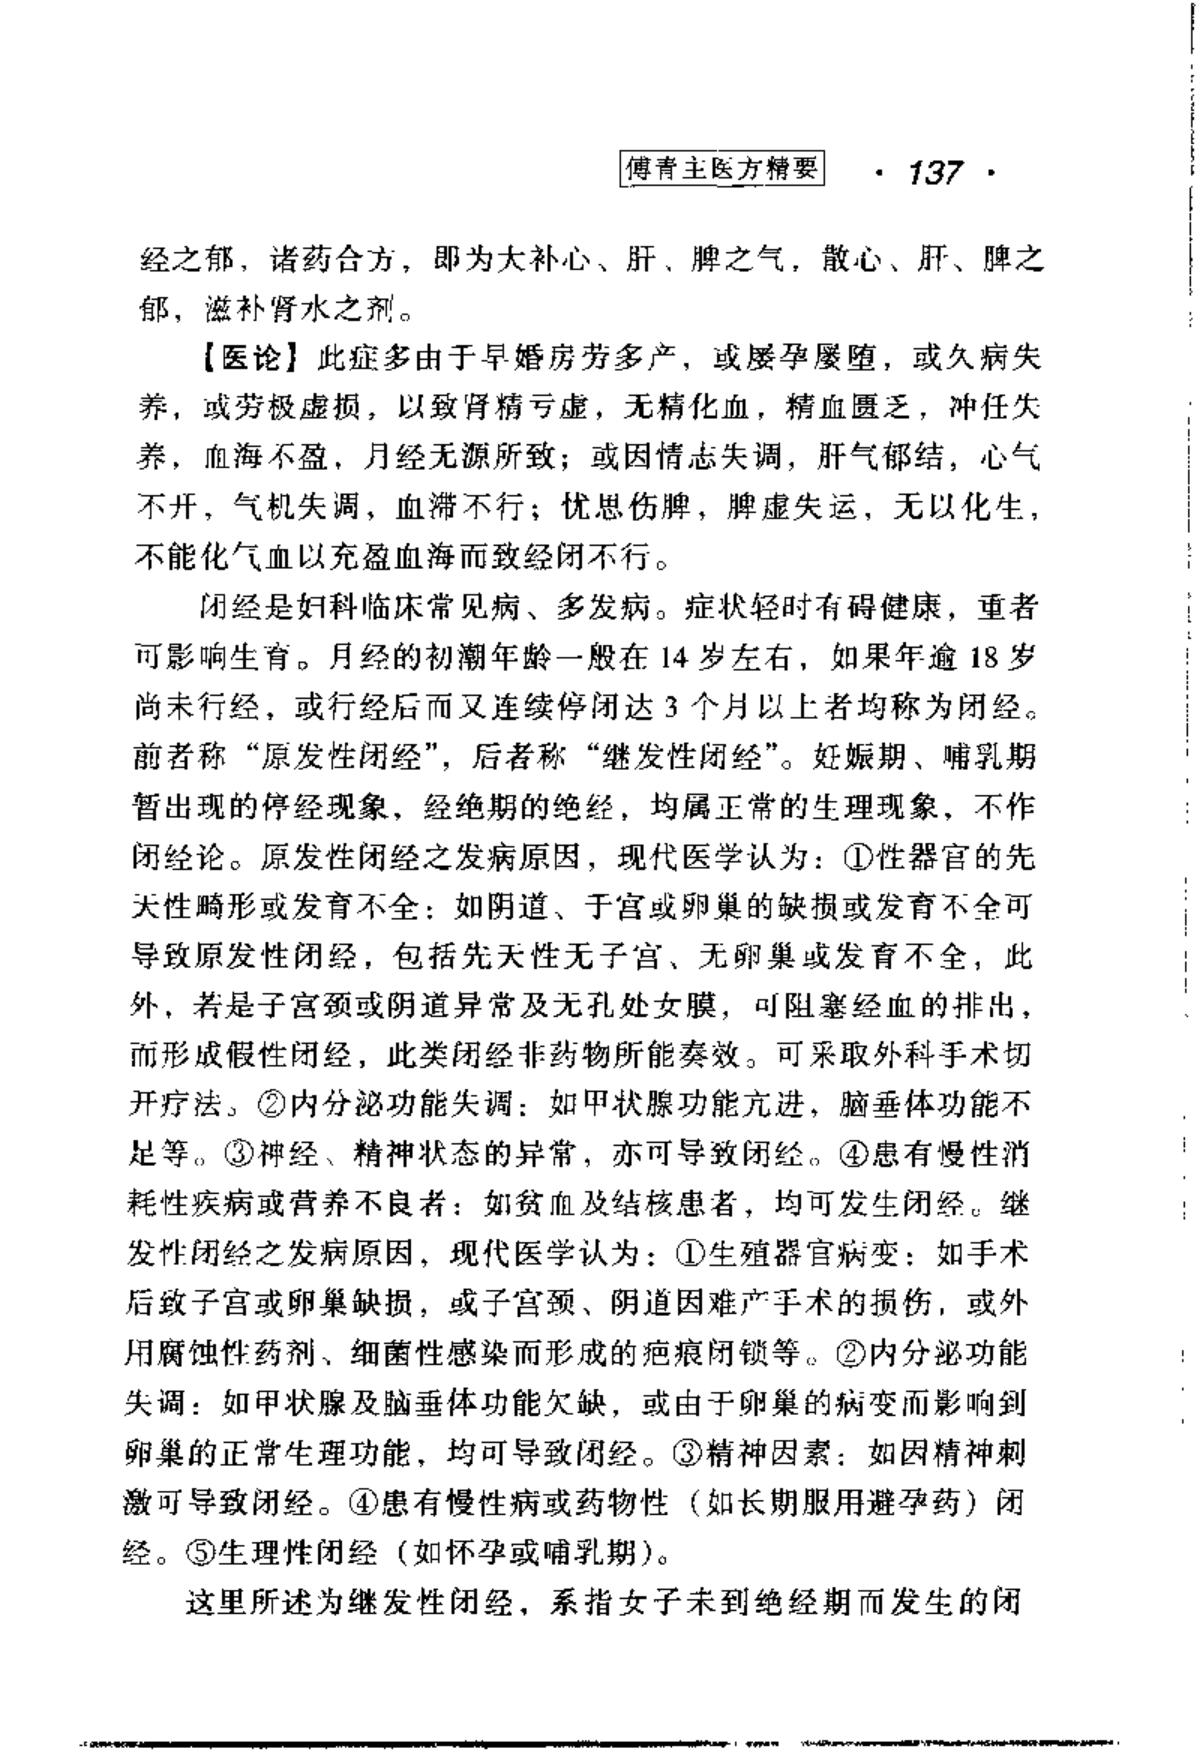 傅青主医方精要 · 137 ·
经之郁，诸药合方，即为大补心、肝、脾之气，散心、肝、脾之
郁，滋补肾水之剂。
【医论】此症多由于早婚房劳多产，或屡孕屡堕，或久病失
养，或劳极虚损，以致肾精亏虚，无精化血，精血匮乏，冲任失
养，血海不盈，月经无源所致；或因情志失调，肝气郁结，心气
不开，气机失调，血滞不行；忧思伤脾，脾虚失运，无以化生，
不能化气血以充盈血海而致经闭不行。
闭经是妇科临床常见病、多发病。症状轻时有碍健康，重者
可影响生育。月经的初潮年龄一般在 14 岁左右，如果年逾 18 岁
尚未行经，或行经后而又连续停闭达 3 个月以上者均称为闭经。
前者称“原发性闭经”，后者称“继发性闭经”。妊娠期、哺乳期
暂出现的停经现象，经绝期的绝经，均属正常的生理现象，不作
闭经论。原发性闭经之发病原因，现代医学认为：①性器官的先
天性畸形或发育不全：如阴道、子宫或卵巢的缺损或发育不全可
导致原发性闭经，包括先天性无子宫、无卵巢或发育不全，此
外，若是子宫颈或阴道异常及无孔处女膜，可阻塞经血的排出，
而形成假性闭经，此类闭经非药物所能奏效。可采取外科手术切
开疗法。②内分泌功能失调：如甲状腺功能亢进，脑垂体功能不
足等。③神经、精神状态的异常，亦可导致闭经。④患有慢性消
耗性疾病或营养不良者：如贫血及结核患者，均可发生闭经。继
发性闭经之发病原因，现代医学认为：①生殖器官病变：如手术
后致子宫或卵巢缺损，或子宫颈、阴道因难产手术的损伤，或外
用腐蚀性药剂、细菌性感染而形成的疤痕闭锁等。②内分泌功能
失调：如甲状腺及脑垂体功能欠缺，或由于卵巢的病变而影响到
卵巢的正常生理功能，均可导致闭经。③精神因素：如因精神刺
激可导致闭经。④患有慢性病或药物性（如长期服用避孕药）闭
经。⑤生理性闭经（如怀孕或哺乳期）。
这里所述为继发性闭经，系指女子未到绝经期而发生的闭